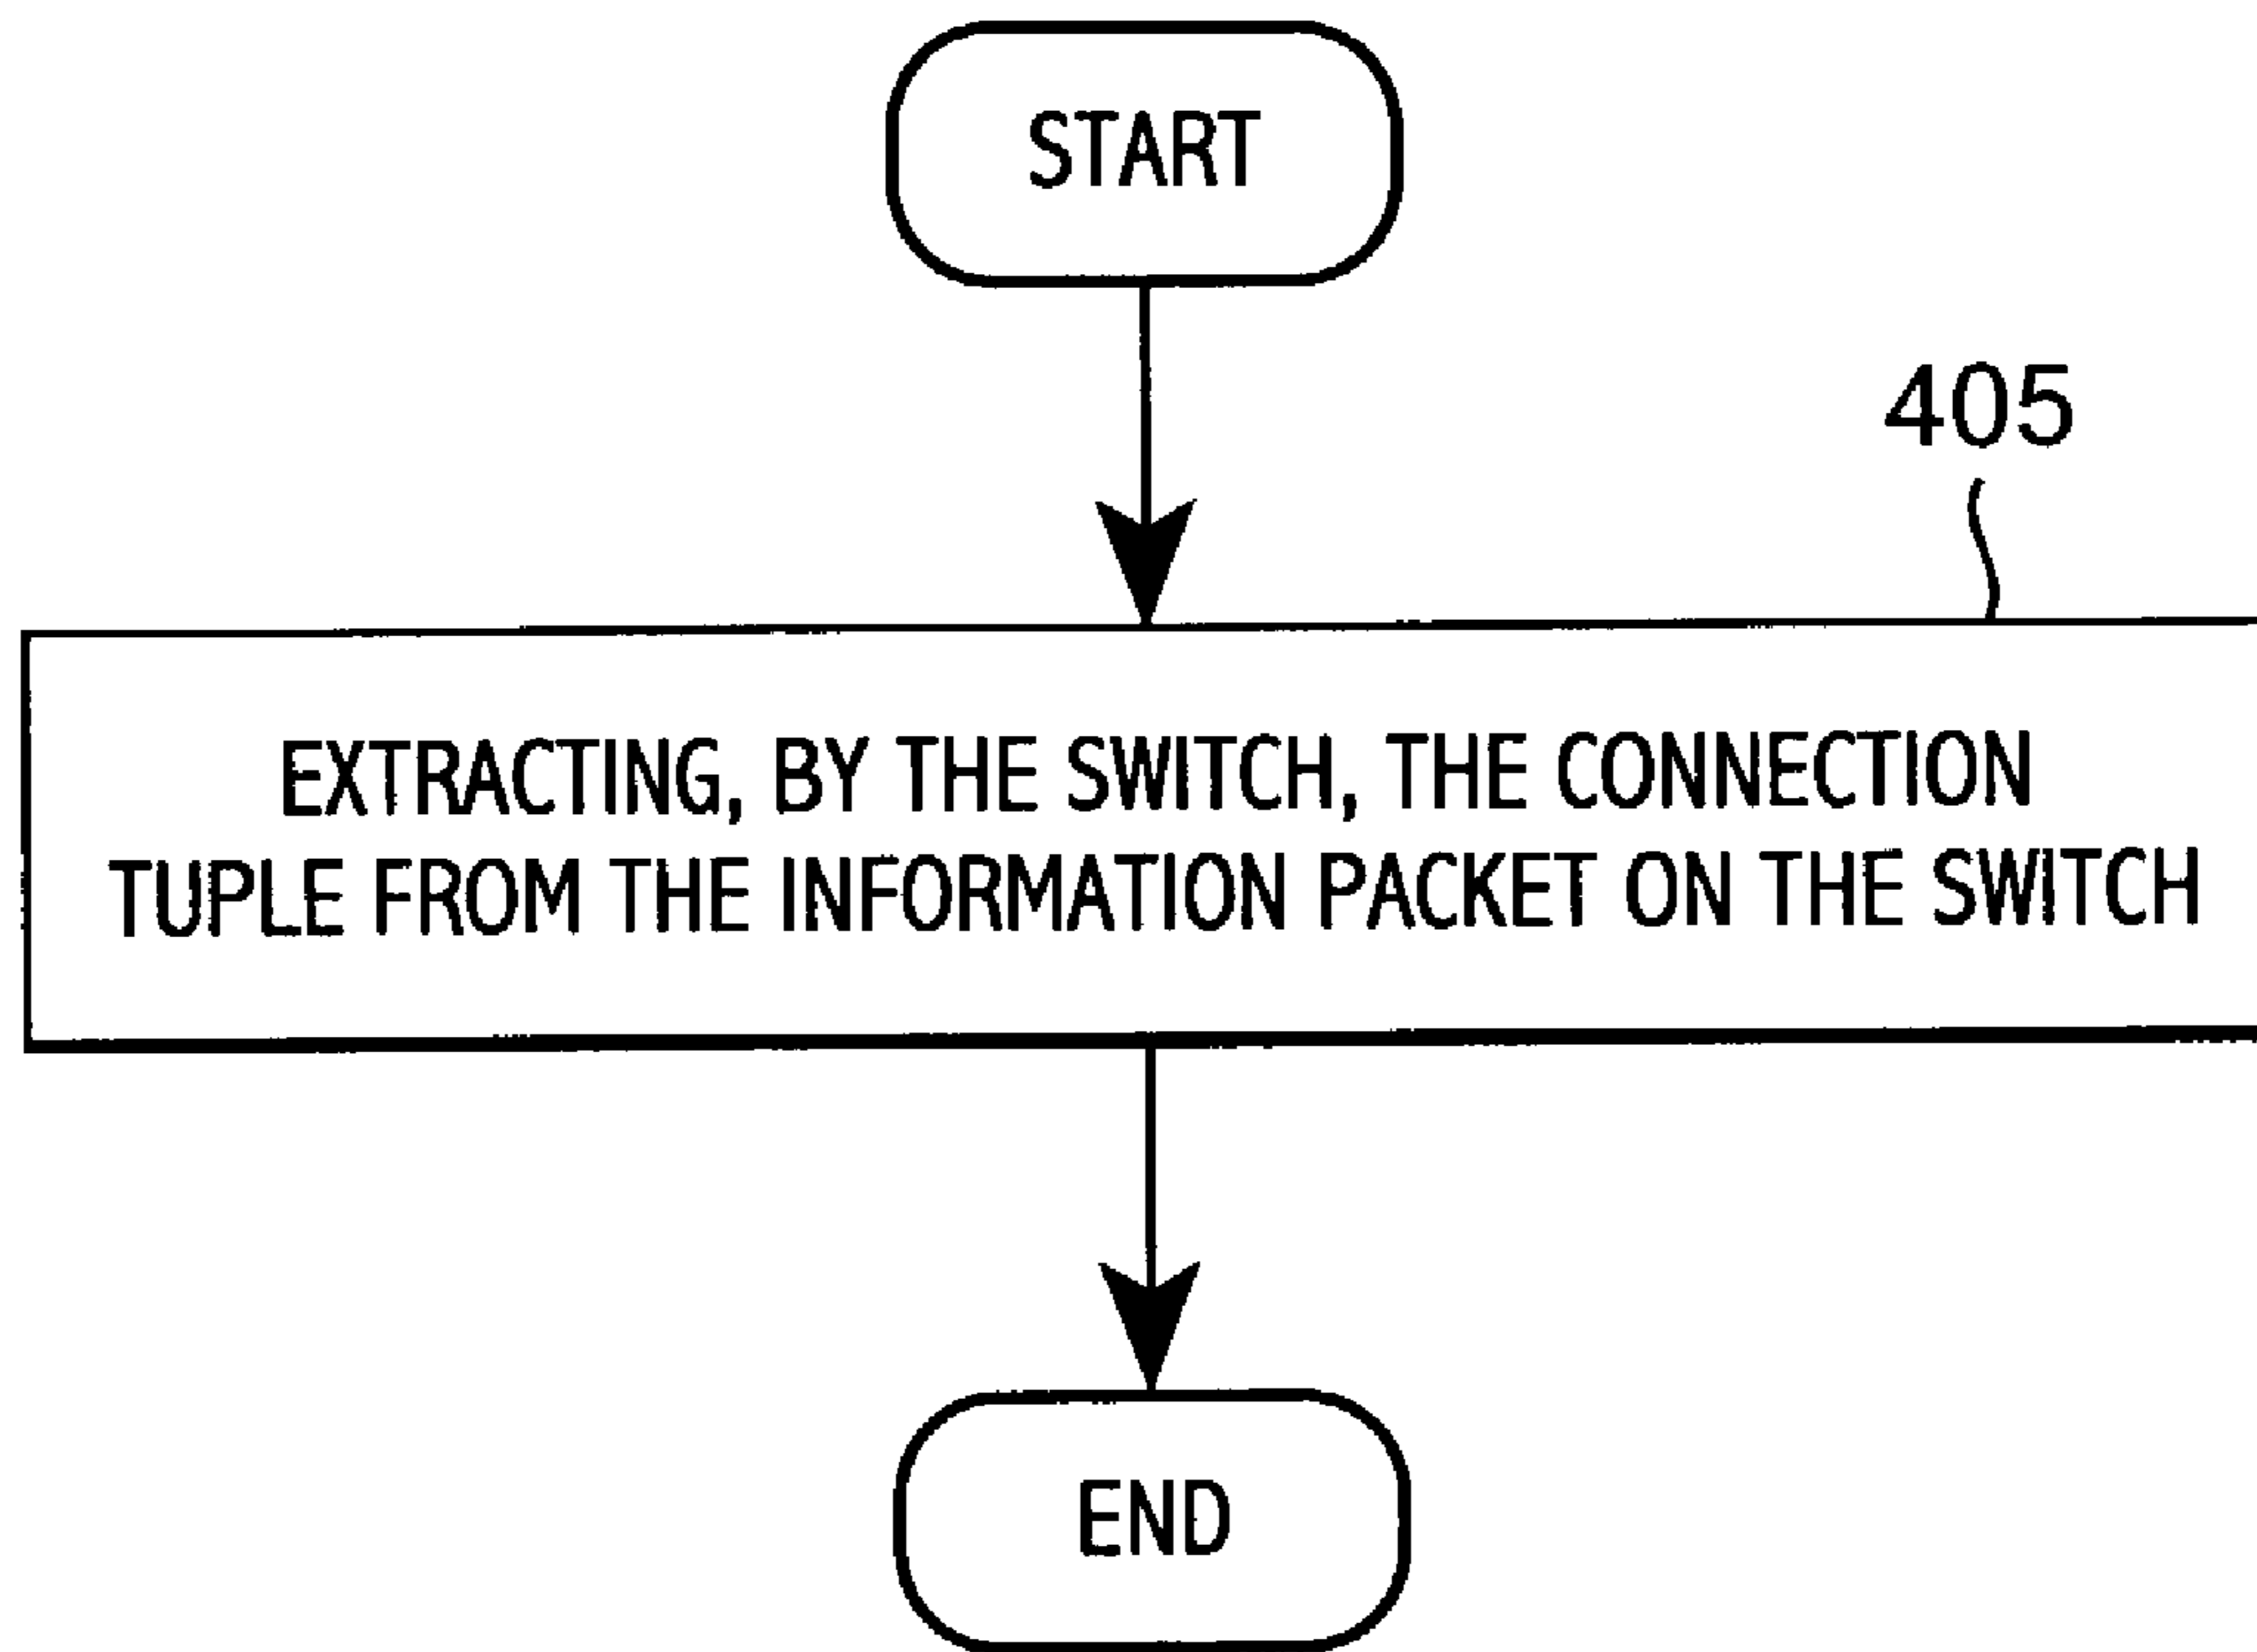 START
405
EXTRACTING, BY THE SWITCH, THE CONNECTION
TUPLE FROM THE INFORMATION PACKET ON THE SWITCH
END